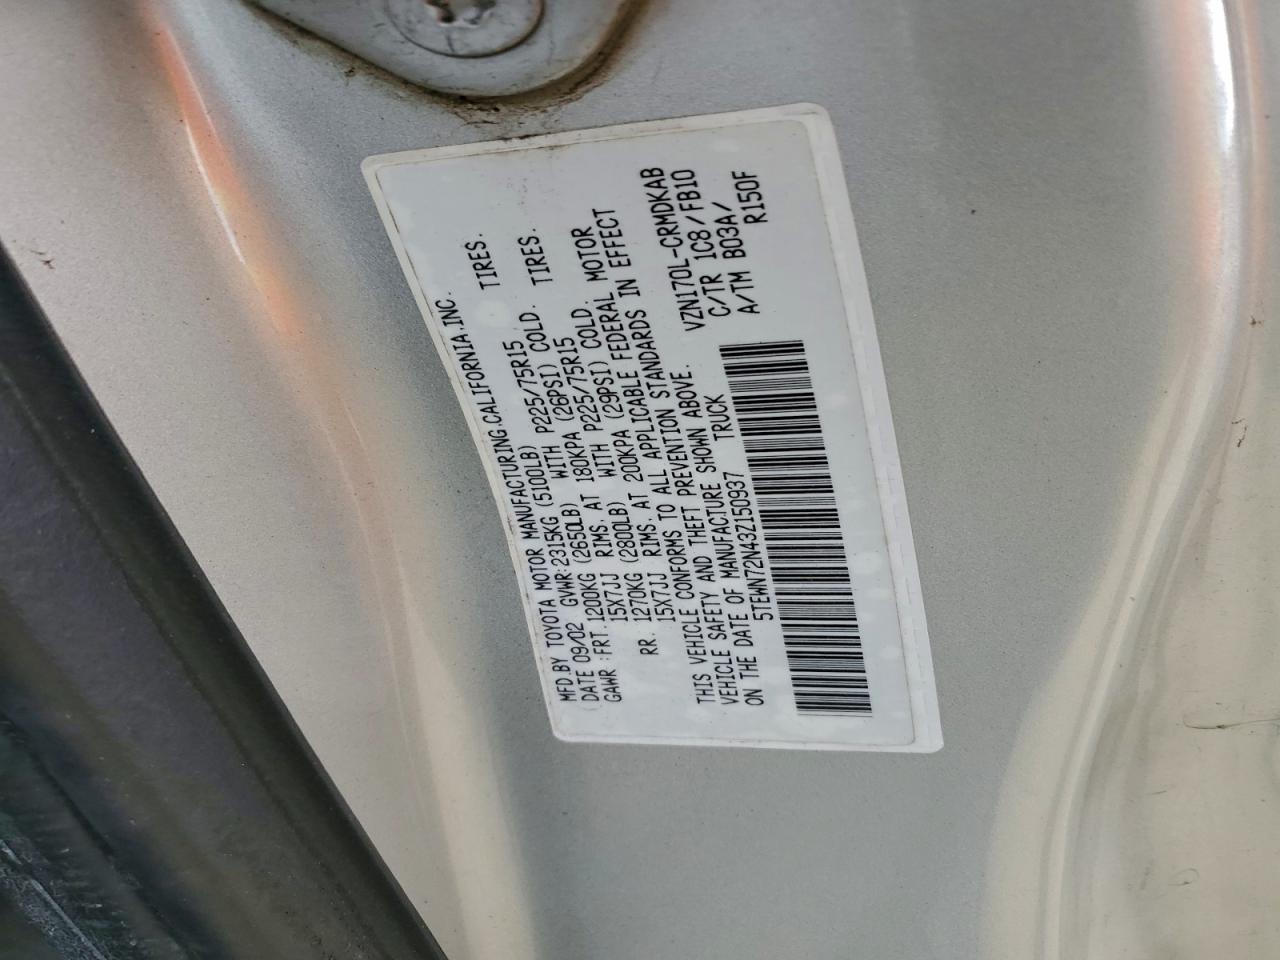 MFD.BY TOYOTA MOTOR MANUFACTURING.CALIFORNIA.INC.
DATE 09/02 GVWR:2315KG (5100LB)
GAWR :FRT.1200KG (2650LB) WITH P225/75R15 TIRES.
15X7JJ RIMS. AT 180KPA (26PSI) COLD.
RR. 1270KG (2800LB) WITH P225/75R15 TIRES.
15X7JJ RIMS. AT 200KPA (29PSI) COLD.
THIS VEHICLE CONFORMS TO ALL APPLICABLE FEDERAL MOTOR
VEHICLE SAFETY AND THEFT PREVENTION STANDARDS IN EFFECT
ON THE DATE OF MANUFACTURE SHOWN ABOVE.
5TEWN72N43Z150937 TRUCK
VZN170L-CRMDKAB
C/TR 1C8/FB10
A/TM B03A/
R150F